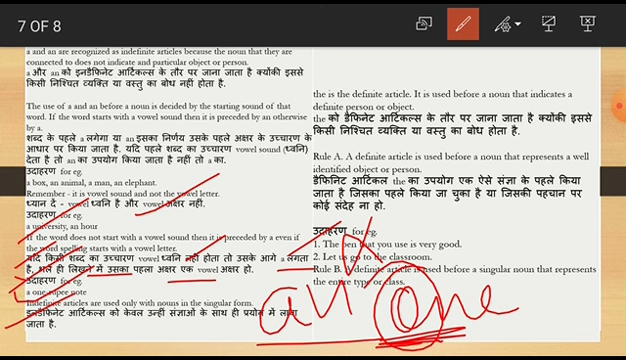 7 OF 8
a and an are recognized as indefinite articles because the noun that they are
connected to does not indicate and particular object or person.
a और an को इनडैफिनेट आर्टिकल्स के तौर पर जाना जाता है क्योंकी इससे
किसी निश्चित व्यक्ति या वस्तु का बोध नहीं होता है.
The use of a and an before a noun is decided by the starting sound of that
word. If the word starts with a vowel sound then it is preceded by an otherwise
by a.
शब्द के पहले a लगेगा या an इसका निर्णय उसके पहले अक्षर के उच्चारण के
आधार पर किया जाता है. यदि पहले शब्द का उच्चारण vowel sound (ध्वनि)
देता है तो an का उपयोग किया जाता है नहीं तो a का.
उदाहरण for eg.
a box, an animal, a man, an elephant.
Remember - it is vowel sound and not the vowel letter.
ध्यान दे - vowel ध्वनि है और vowel अक्षर नहीं.
उदाहरण for eg.
a university, an hour
If the word does not start with a vowel sound then it is preceded by a even if
the word spelling starts with a vowel letter.
यदि किसी शब्द का उच्चारण vowel ध्वनि नहीं होता तो उसके आगे a लगता
है, भले ही लिखने में उसका पहला अक्षर एक vowel अक्षर हो.
उदाहरण for eg.
a one rupee note
Indefinite articles are used only with nouns in the singular form.
इनडैफिनेट आर्टिकल्स को केवल उन्हीं संज्ञाओं के साथ ही प्रयोग में लाया
जाता है.
the is the definite article. It is used before a noun that indicates a
definite person or object.
the को डैफिनेट आर्टिकल्स के तौर पर जाना जाता है क्योंकी इससे
किसी निश्चित व्यक्ति या वस्तु का बोध होता है.
Rule A. A definite article is used before a noun that represents a well
identified object or person.
डैफिनिट आर्टिकल the का उपयोग एक ऐसे संज्ञा के पहले किया
जाता है जिसका पहले किया जा चुका है या जिसकी पहचान पर
कोई संदेह ना हो.
उदाहरण for eg.
1. The pen that you use is very good.
2. Let us go to the classroom.
Rule B. A definite article is used before a singular noun that represents
the entire type or class.
an one